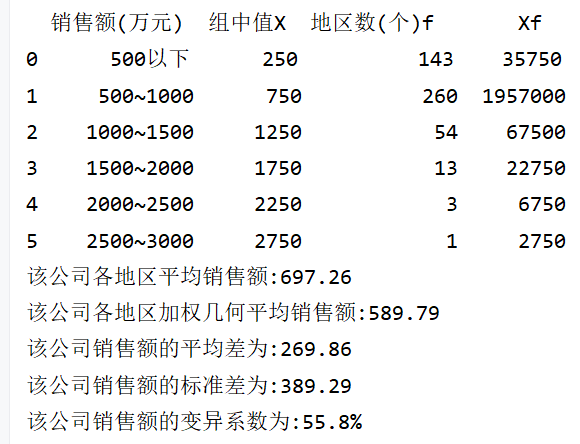 销售额(万元) 组中值X 地区数(个)f Xf
0 500以下 250 143 35750
1 500~1000 750 260 1957000
2 1000~1500 1250 54 67500
3 1500~2000 1750 13 22750
4 2000~2500 2250 3 6750
5 2500~3000 2750 1 2750
该公司各地区平均销售额:697.26
该公司各地区加权几何平均销售额:589.79
该公司销售额的平均差为:269.86
该公司销售额的标准差为:389.29
该公司销售额的变异系数为:55.8%